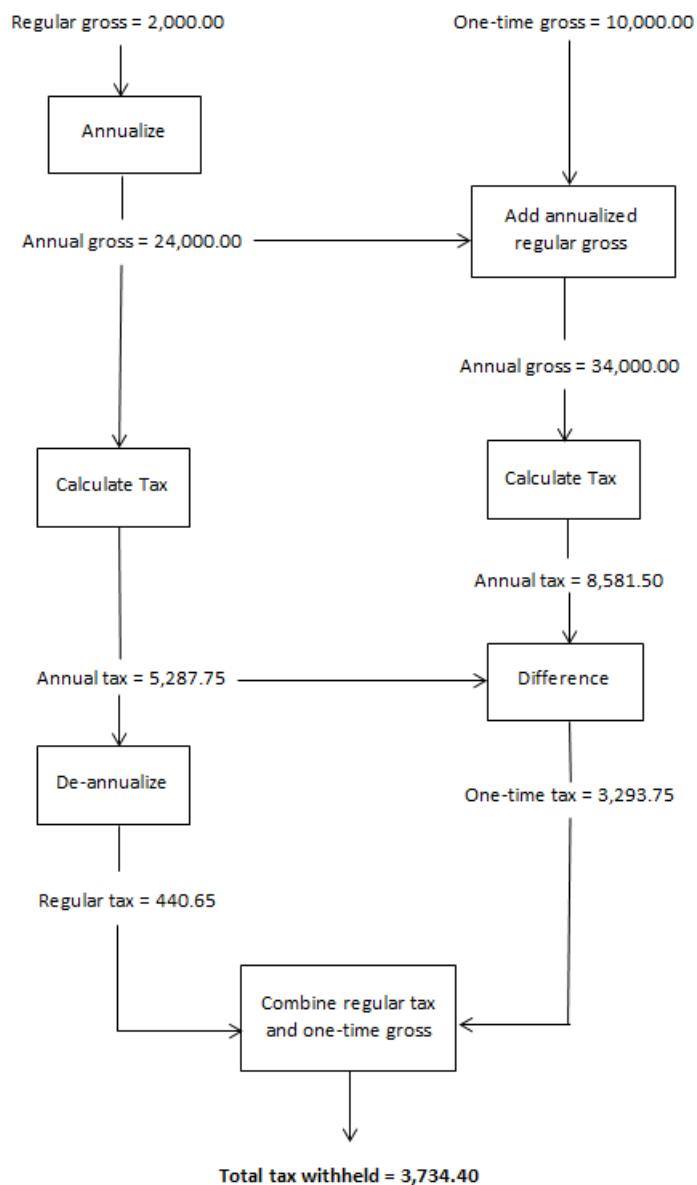 Regular gross = 2,000.00
One-time gross = 10,000.00
Annualize
Add annualized
regular gross
Annual gross = 24,000.00
Annual gross = 34,000.00
Calculate Tax
Calculate Tax
Annual tax = 8,581.50
Annual tax = 5,287.75
Difference
De-annualize
One-time tax = 3,293.75
Regular tax = 440.65
Combine regular tax
and one-time gross
Total tax withheld = 3,734.40